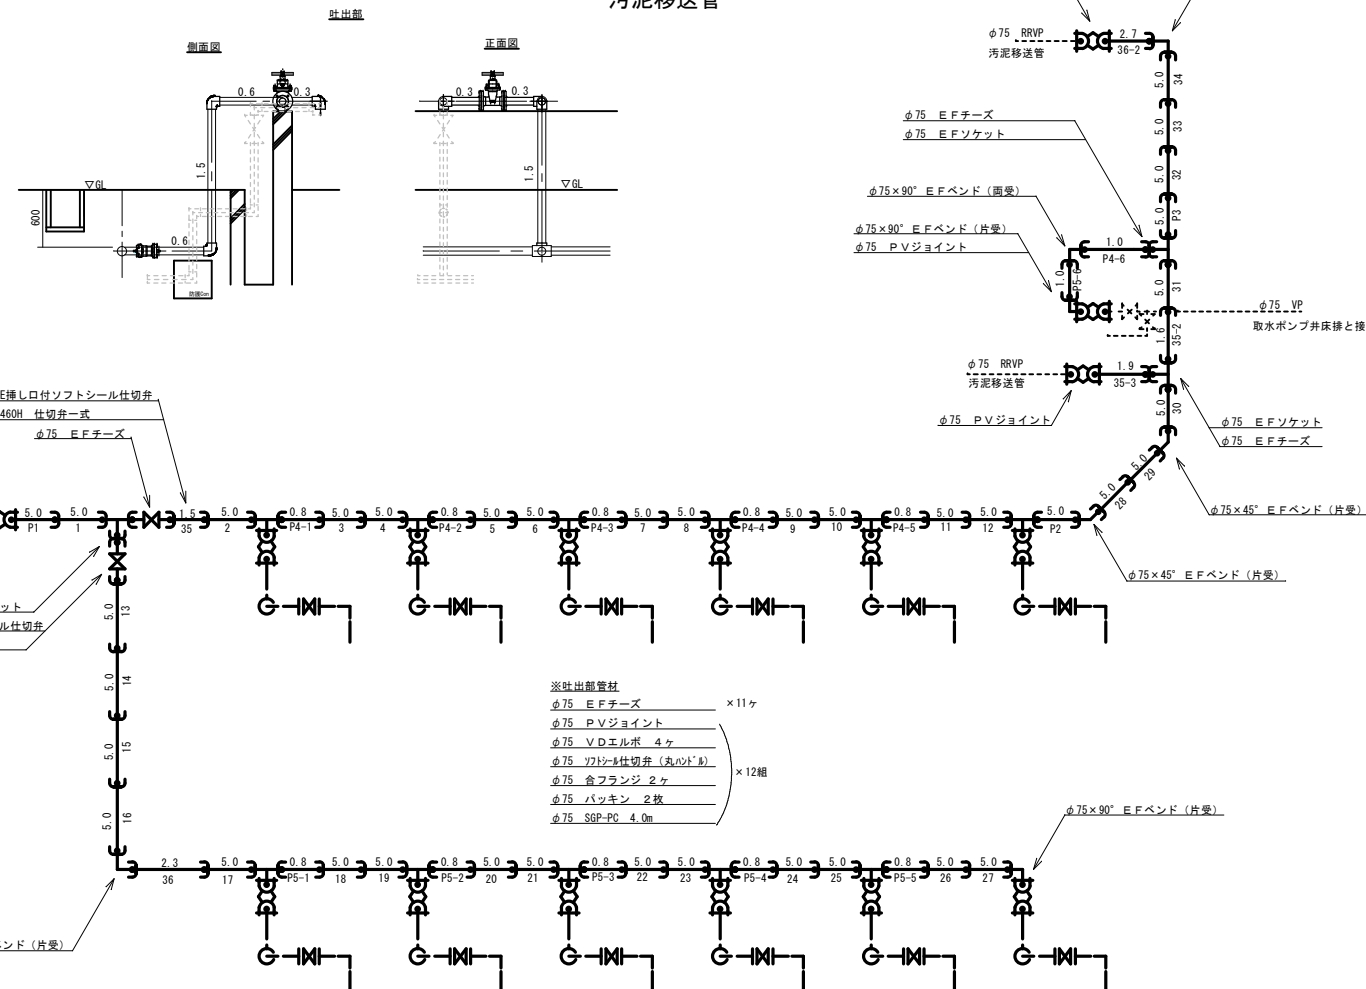 汚泥移送管
吐出部
側面図
正面図
0.6
0.3
0.3
0.3
1.5
1.5
▽GL
▽GL
600
0.6
防護Con
φ75 RRVP
汚泥移送管
2.7
36-2
5.0
34
5.0
33
5.0
32
5.0
P3
φ75 EFチーズ
φ75 EFソケット
φ75×90° EFベンド（両受）
φ75×90° EFベンド（片受）
φ75 PVジョイント
1.0
P4-6
1.0
P5-6
5.0
31
φ75 VP
取水ポンプ井床排と接
1.6
35-2
φ75 RRVP
汚泥移送管
1.9
35-3
φ75 PVジョイント
5.0
30
φ75 EFソケット
φ75 EFチーズ
5.0
29
5.0
28
φ75×45° EFベンド（片受）
φ75×45° EFベンド（片受）
E挿し口付ソフトシール仕切弁
460H 仕切弁一式
φ75 EFチーズ
5.0 5.0 1.5 5.0 0.8 5.0 5.0 0.8 5.0 5.0 0.8 5.0 5.0 0.8 5.0 5.0 0.8 5.0 5.0 5.0
P1 1 35 2 P4-1 3 4 P4-2 5 6 P4-3 7 8 P4-4 9 10 P4-5 11 12 P2
ット
ル仕切弁
5.0
13
5.0
14
5.0
15
5.0
16
※吐出部管材
φ75 EFチーズ ×11ヶ
φ75 PVジョイント
φ75 VDエルボ 4ヶ
φ75 ソフトシール仕切弁（丸ハンドル）
φ75 合フランジ 2ヶ
φ75 パッキン 2枚
φ75 SGP-PC 4.0m
×12組
φ75×90° EFベンド（片受）
2.3 5.0 0.8 5.0 5.0 0.8 5.0 5.0 0.8 5.0 5.0 0.8 5.0 5.0 0.8 5.0 5.0
36 17 P5-1 18 19 P5-2 20 21 P5-3 22 23 P5-4 24 25 P5-5 26 27
ベンド（片受）